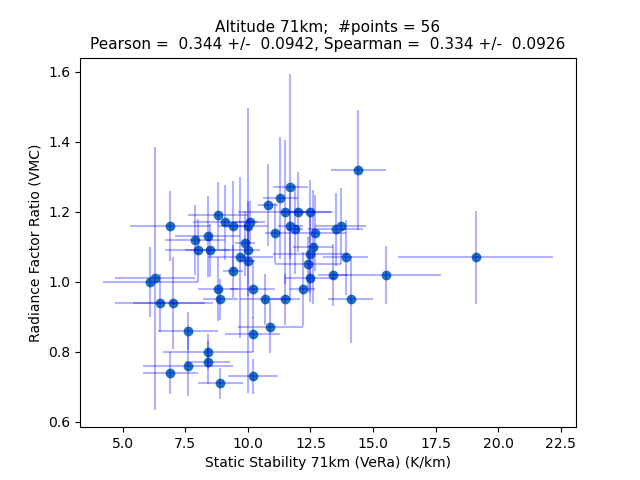 Altitude 71km;  #points = 56
Pearson =  0.344 +/-  0.0942, Spearman =  0.334 +/-  0.0926
Radiance Factor Ratio (VMC)
1.6
1.4
1.2
1.0
0.8
0.6
5.0 7.5 10.0 12.5 15.0 17.5 20.0 22.5
Static Stability 71km (VeRa) (K/km)